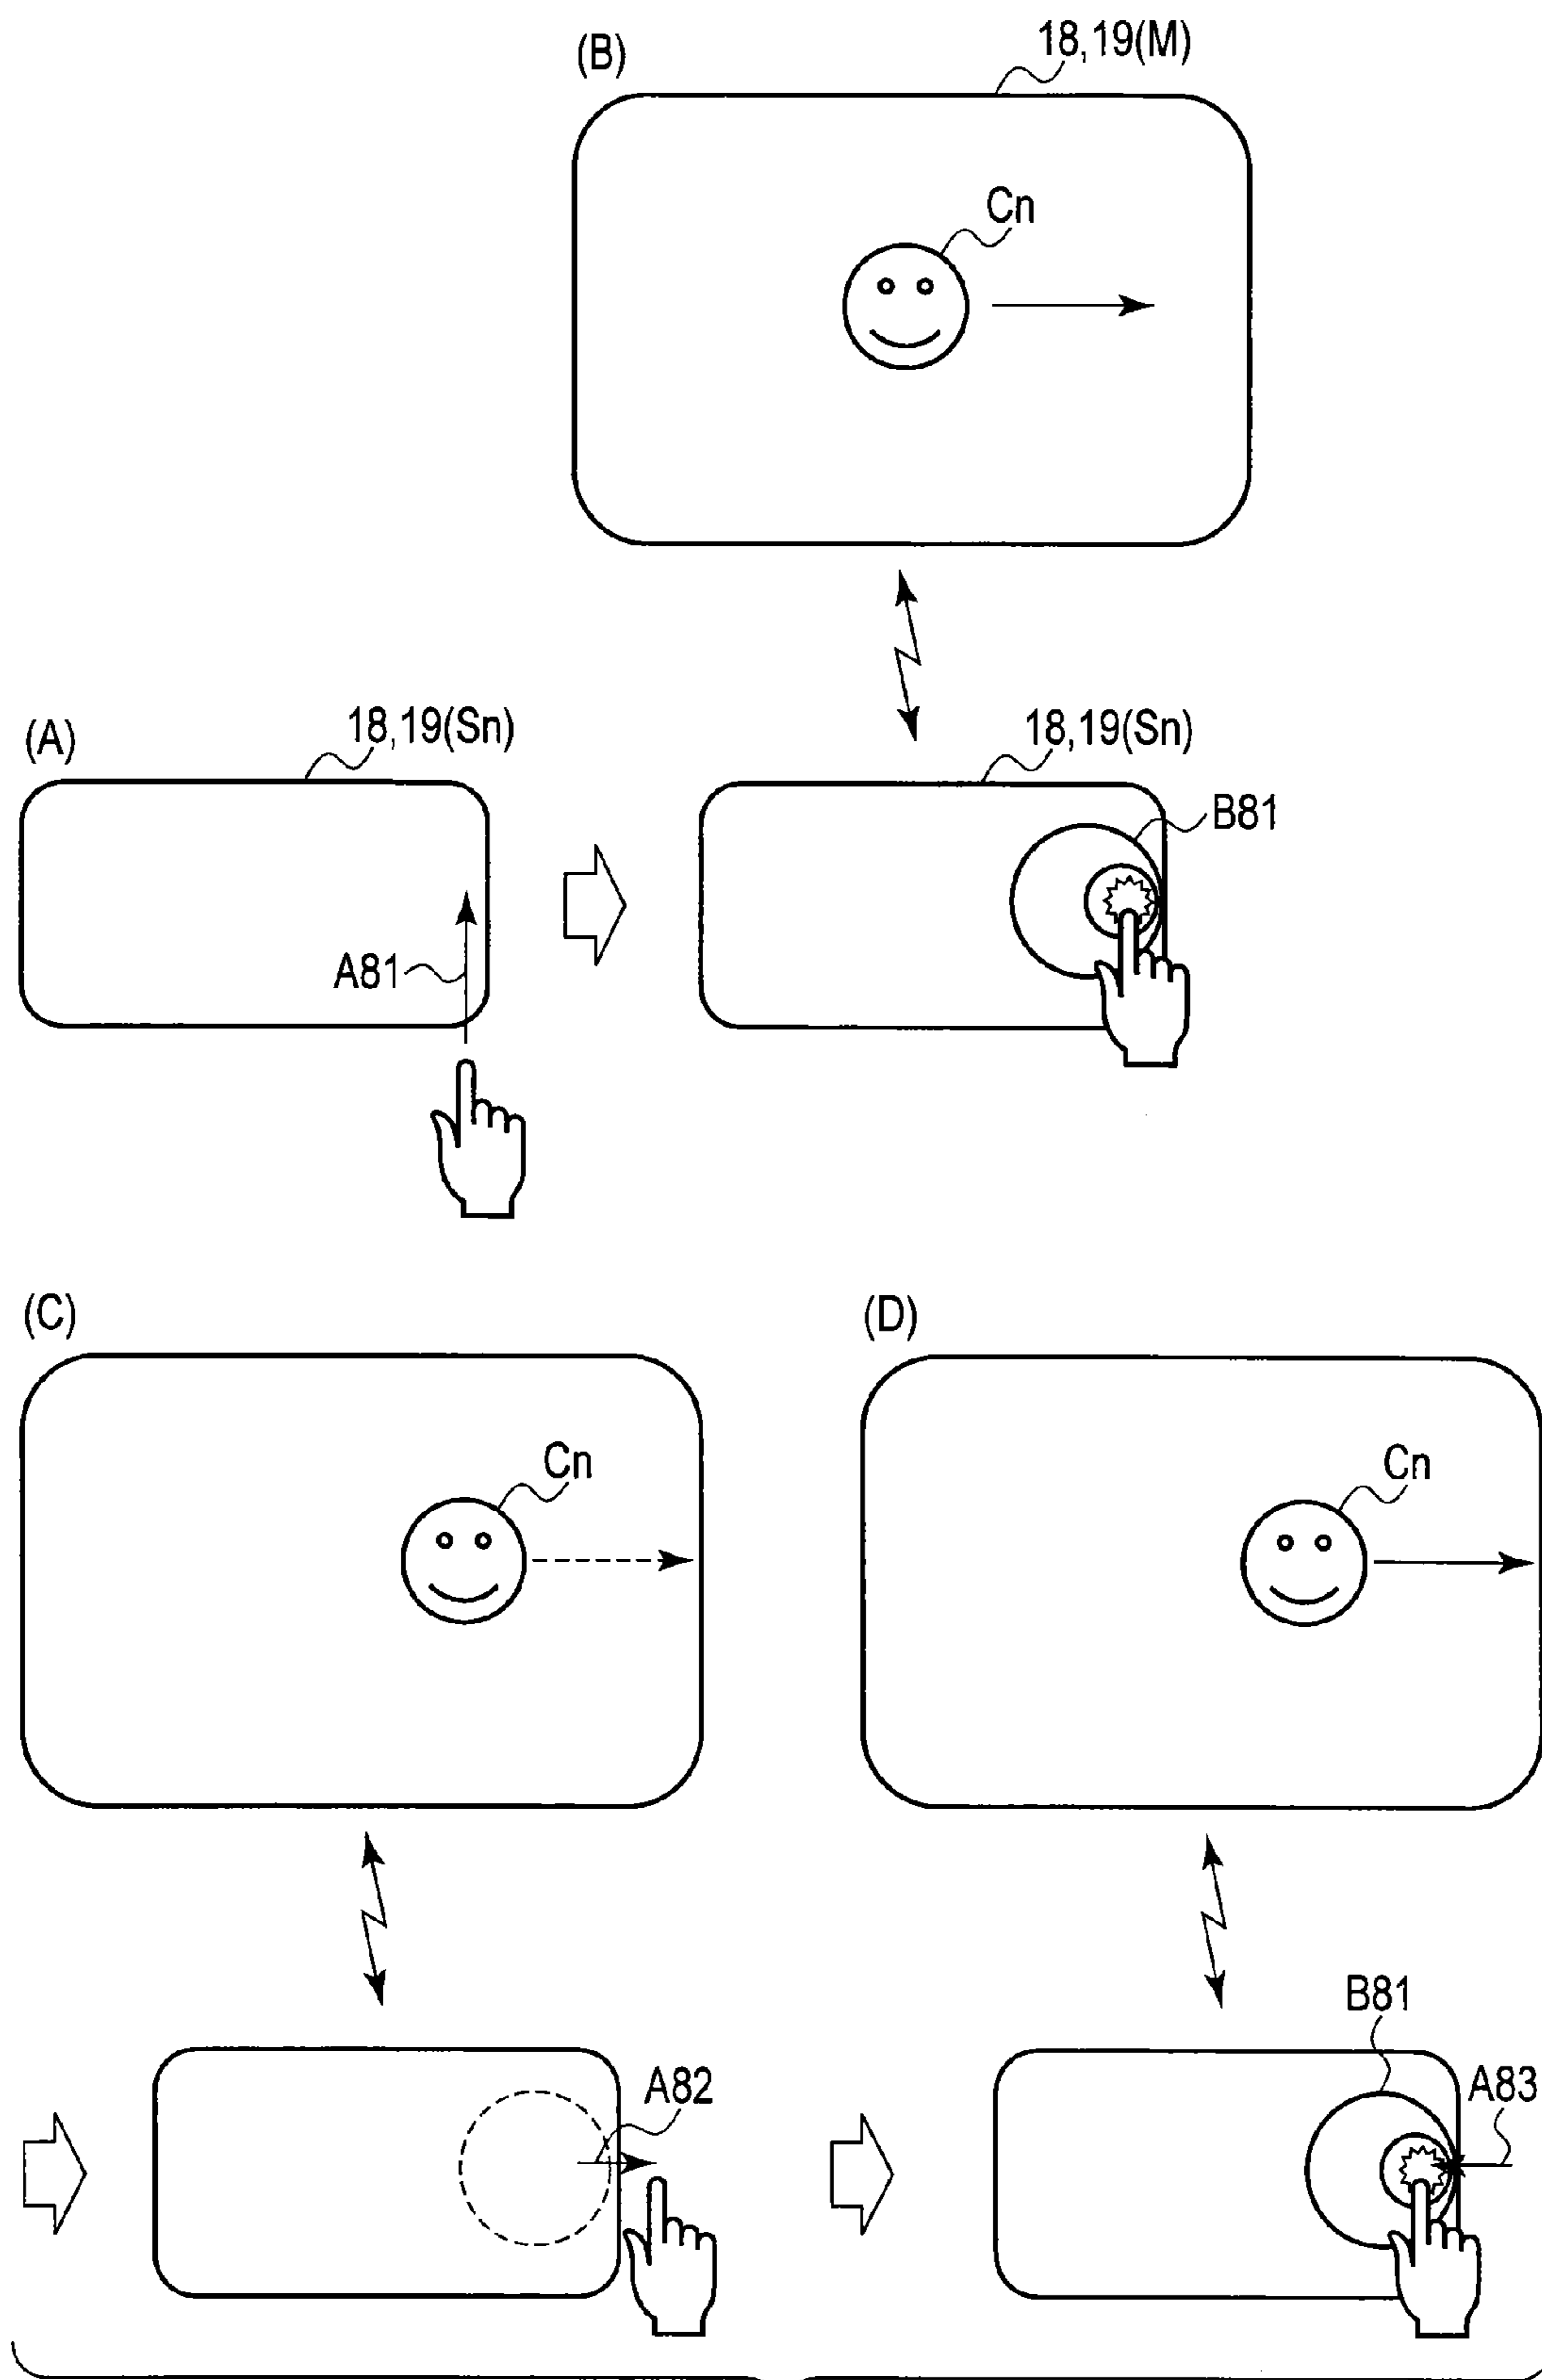 (B)
18,19(M)
Cn
(A)
18,19(Sn)
18,19(Sn)
B81
A81
(C)
(D)
Cn
Cn
B81
A82
A83